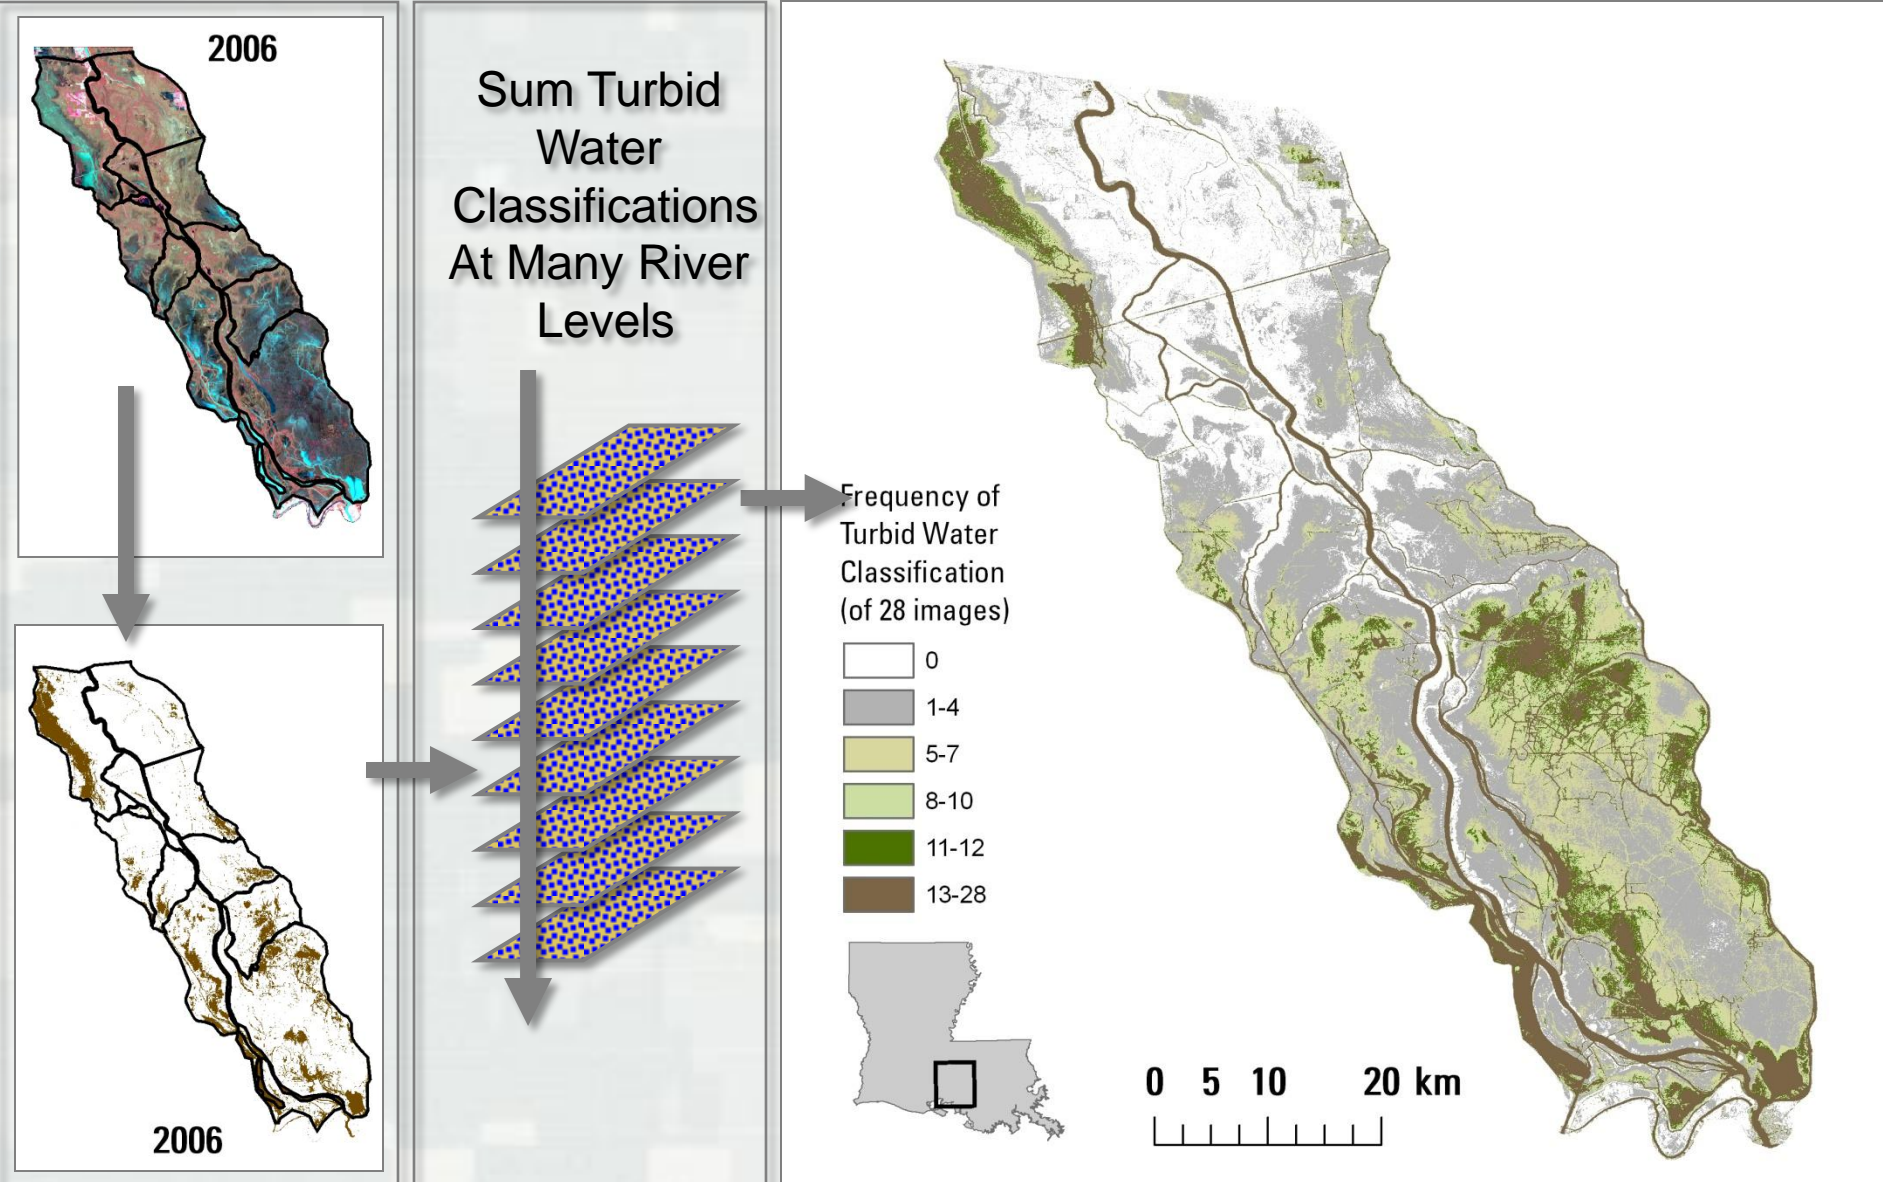 2006
2006
Sum Turbid
Water
Classifications
At Many River
Levels
Frequency of
Turbid Water
Classification
(of 28 images)
0
1-4
5-7
8-10
11-12
13-28
0 5 10 20 km